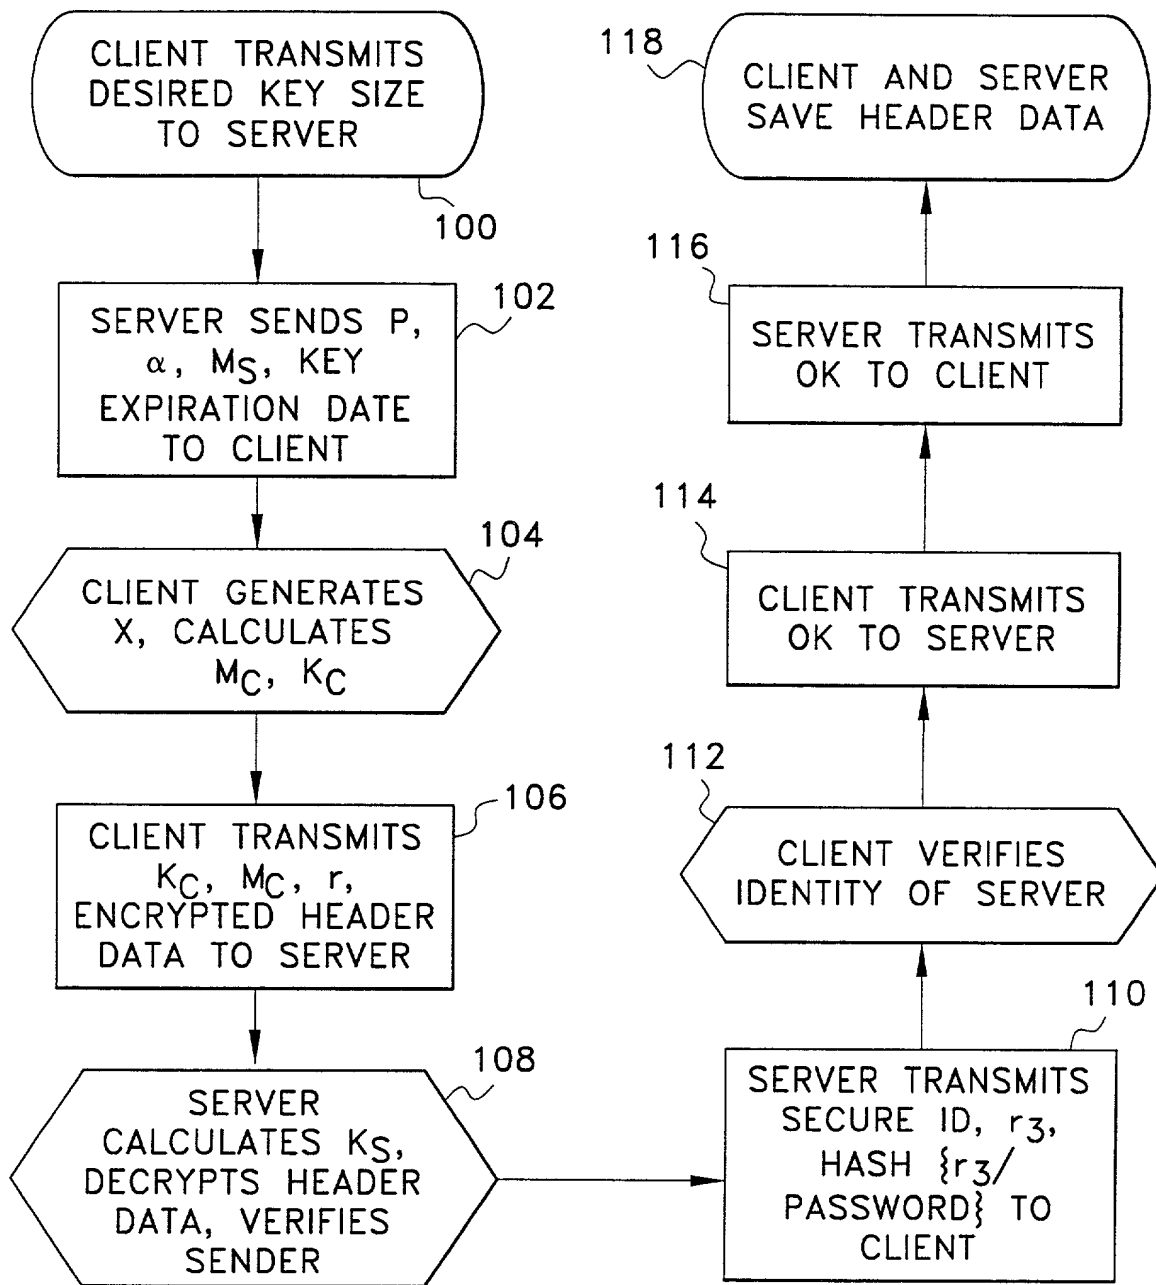 CLIENT TRANSMITS
DESIRED KEY SIZE
TO SERVER
100
SERVER SENDS P,
α, MS, KEY
EXPIRATION DATE
TO CLIENT
102
CLIENT GENERATES
X, CALCULATES
MC, KC
104
CLIENT TRANSMITS
KC, MC, r,
ENCRYPTED HEADER
DATA TO SERVER
106
SERVER
CALCULATES KS,
DECRYPTS HEADER
DATA, VERIFIES
SENDER
108
SERVER TRANSMITS
SECURE ID, r3,
HASH {r3/
PASSWORD} TO
CLIENT
110
CLIENT VERIFIES
IDENTITY OF SERVER
112
CLIENT TRANSMITS
OK TO SERVER
114
SERVER TRANSMITS
OK TO CLIENT
116
CLIENT AND SERVER
SAVE HEADER DATA
118